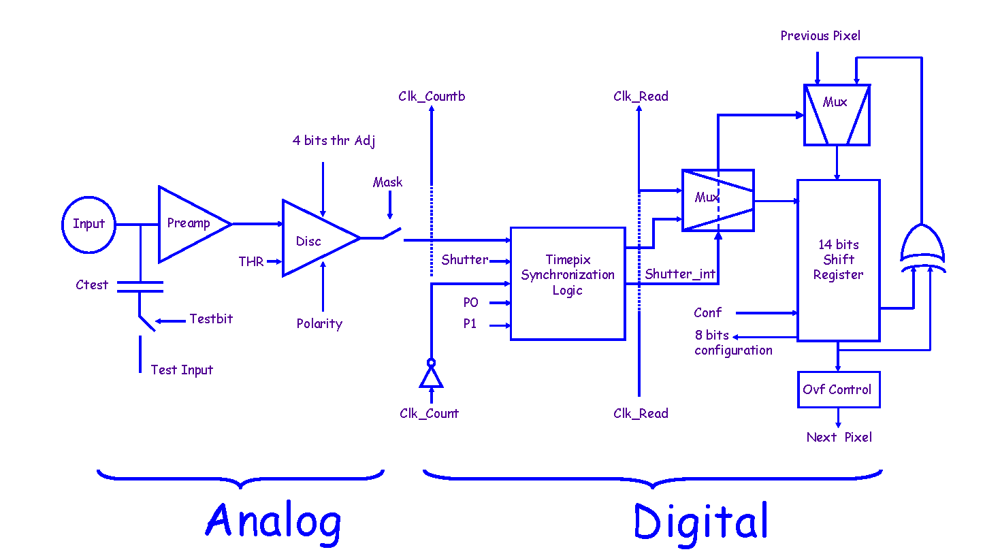 Previous Pixel
Clk_Countb
Clk_Read
Mux
4 bits thr Adj
Mask
Mux
Input
Preamp
Disc
THR
Shutter
Timepix
Synchronization
Logic
14 bits
Shift
Register
Shutter_int
Ctest
P0
P1
Conf
Testbit
Polarity
8 bits
configuration
Test Input
Ovf Control
Clk_Count
Clk_Read
Next Pixel
Analog
Digital